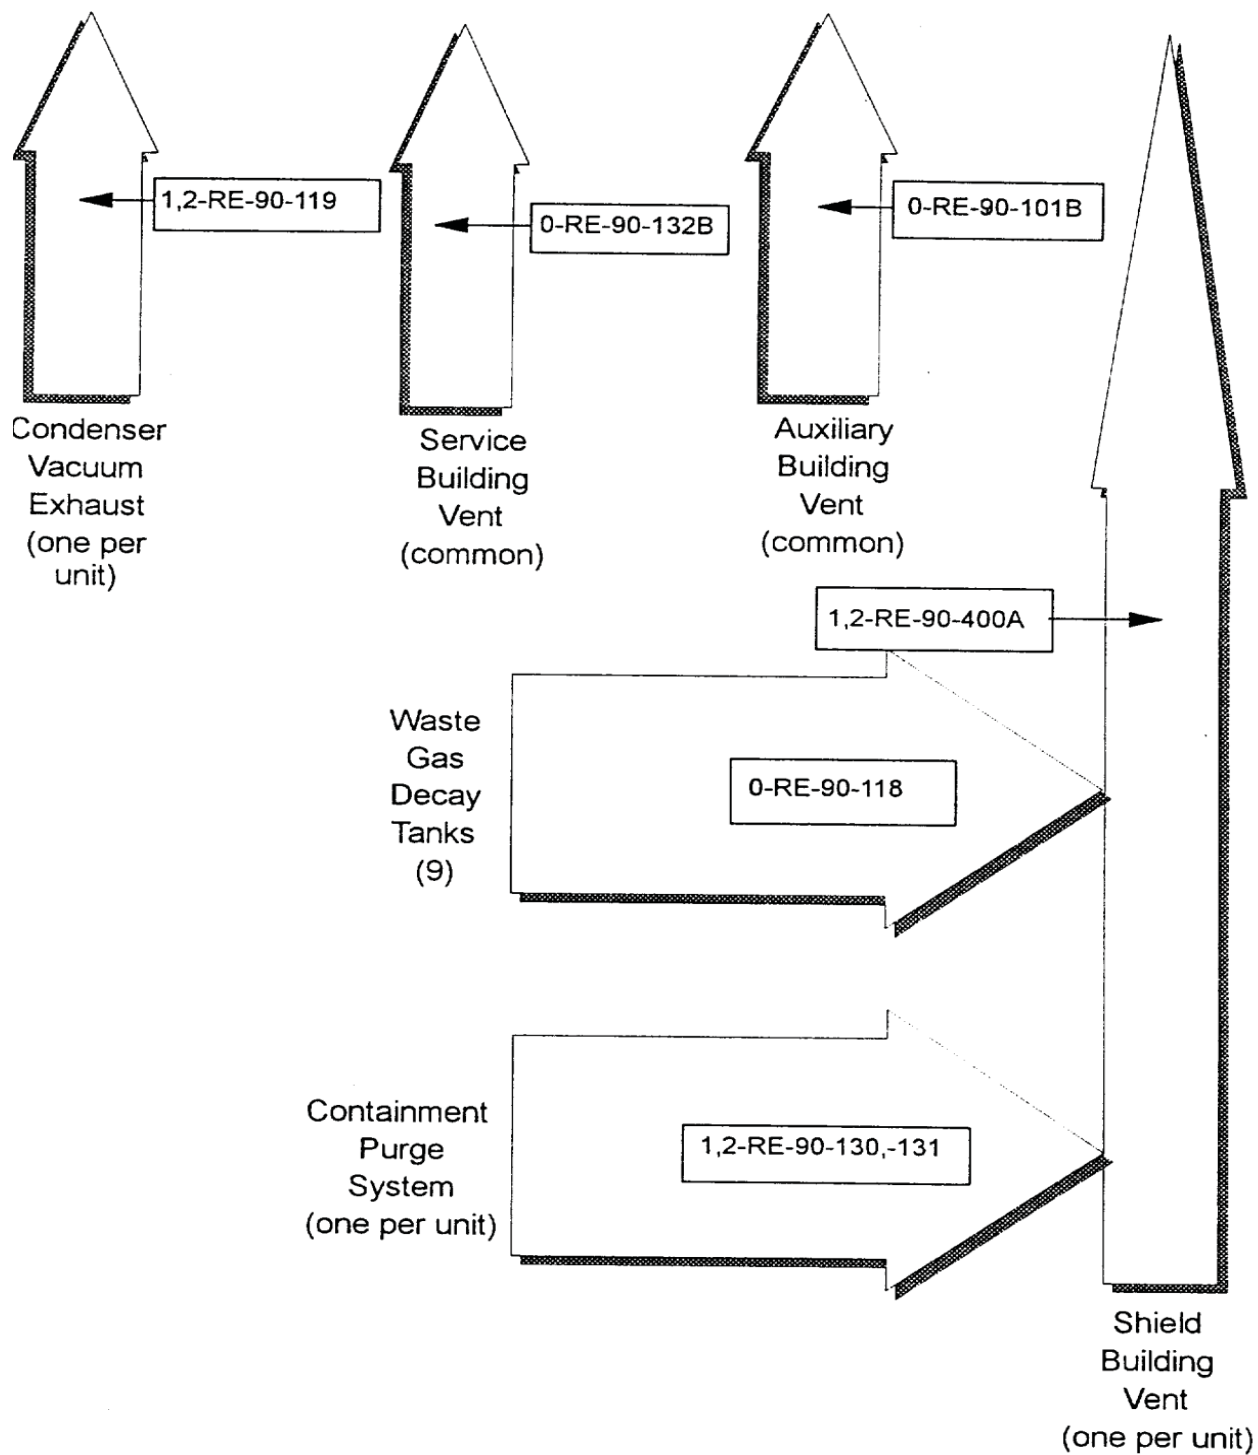 1,2-RE-90-119
0-RE-90-132B
0-RE-90-101B
Condenser
Vacuum
Exhaust
(one per
unit)
Service
Building
Vent
(common)
Auxiliary
Building
Vent
(common)
1,2-RE-90-400A
Waste
Gas
Decay
Tanks
(9)
0-RE-90-118
Containment
Purge
System
(one per unit)
1,2-RE-90-130,-131
Shield
Building
Vent
(one per unit)